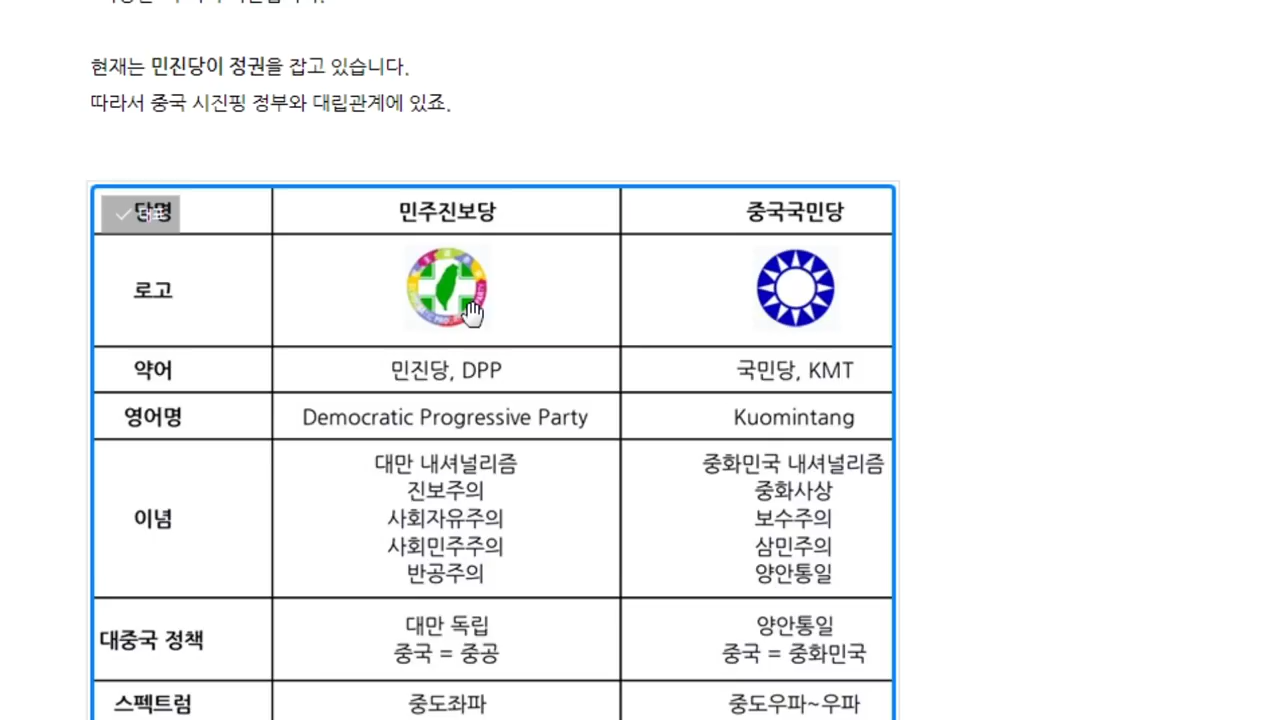 현재는 민진당이 정권을 잡고 있습니다.
따라서 중국 시진핑 정부와 대립관계에 있죠.
당명 민주진보당 중국국민당
로고
약어 민진당, DPP 국민당, KMT
영어명 Democratic Progressive Party Kuomintang
이념
대만 내셔널리즘
진보주의
사회자유주의
사회민주주의
반공주의
중화민국 내셔널리즘
중화사상
보수주의
삼민주의
양안통일
대중국 정책
대만 독립
중국 = 중공
양안통일
중국 = 중화민국
스펙트럼 중도좌파 중도우파~우파